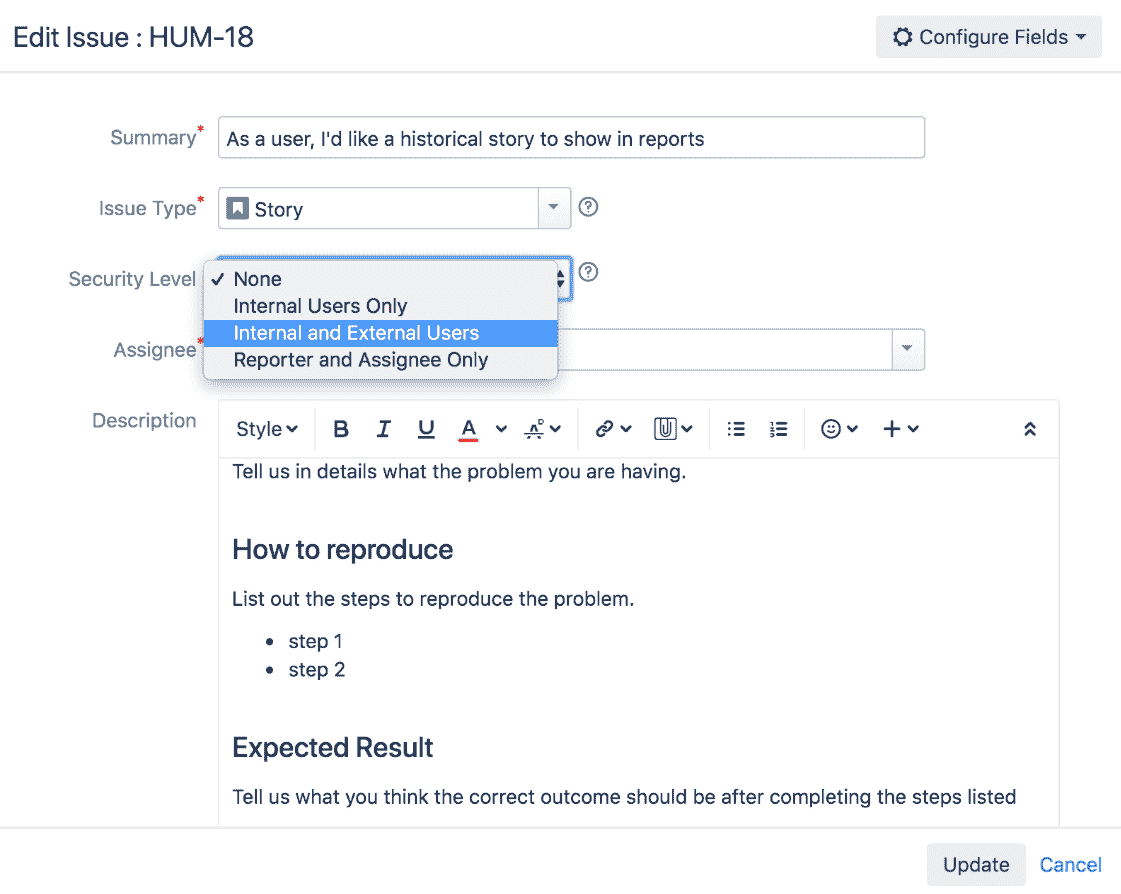 Edit Issue : HUM-18
Configure Fields
Summary*
As a user, I'd like a historical story to show in reports
Issue Type*
Story
Security Level
✓ None
Internal Users Only
Internal and External Users
Reporter and Assignee Only
Assignee*
Description
Style
B I U A
Tell us in details what the problem you are having.
How to reproduce
List out the steps to reproduce the problem.
• step 1
• step 2
Expected Result
Tell us what you think the correct outcome should be after completing the steps listed
Update Cancel